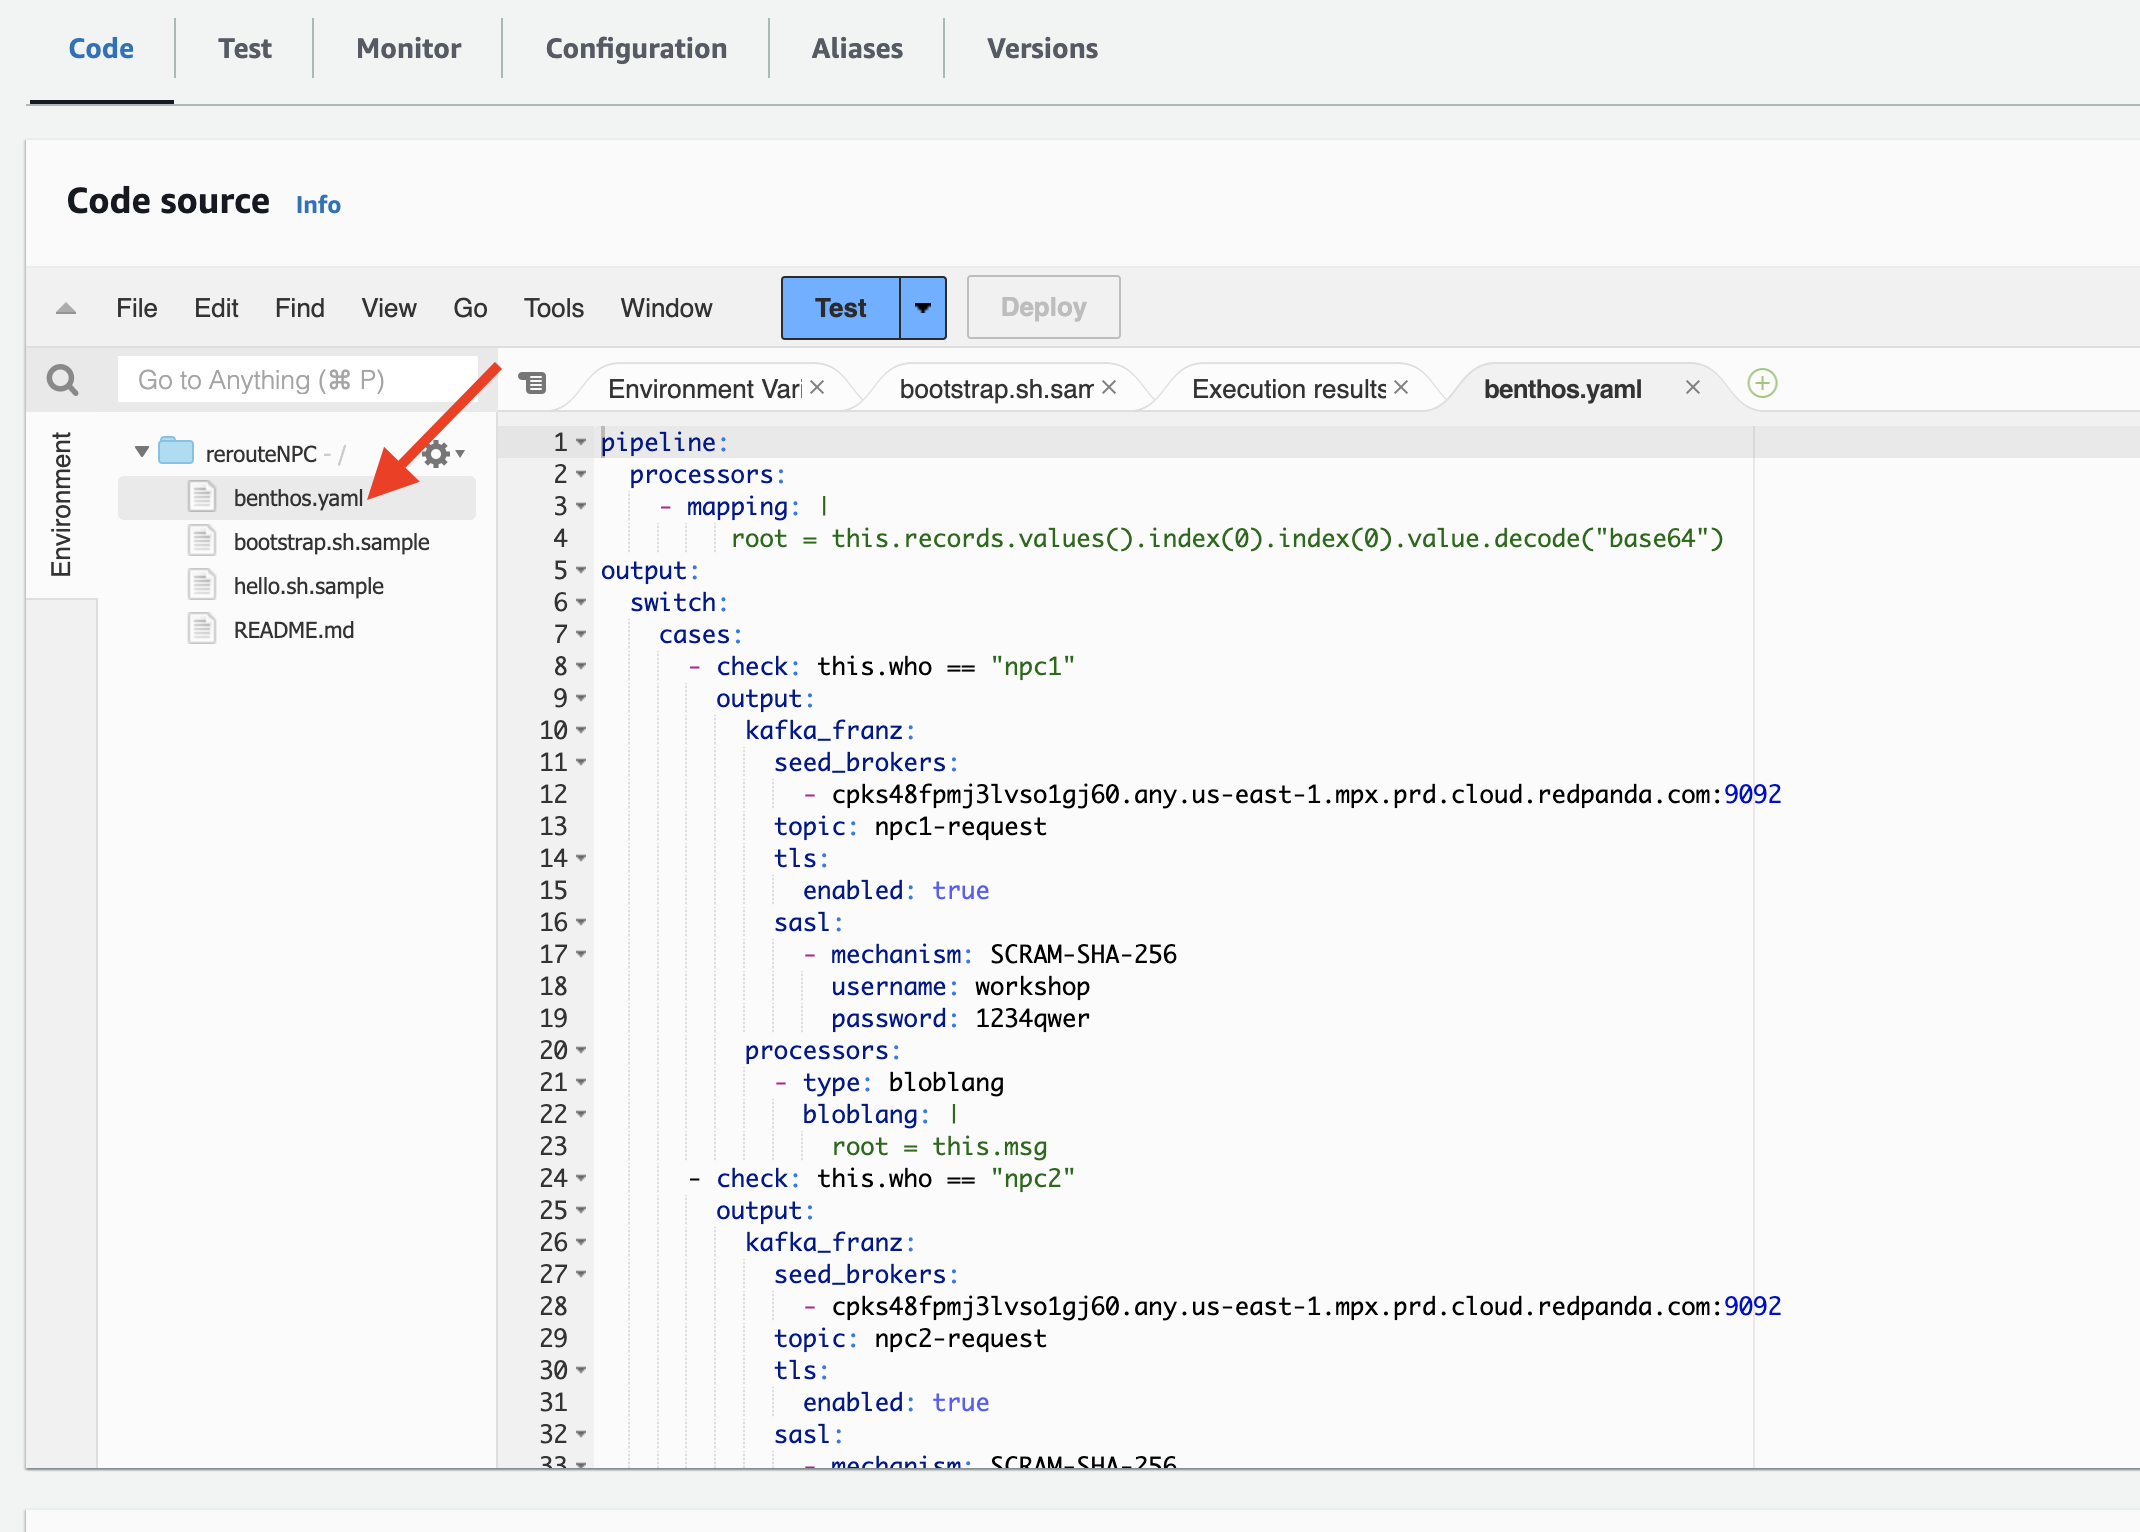 Code Test Monitor Configuration Aliases Versions
Code source Info
File Edit Find View Go Tools Window Test Deploy
Go to Anything (⌘ P)
Environment Vari × bootstrap.sh.sam × Execution results × benthos.yaml ×
Environment
rerouteNPC - /
benthos.yaml
bootstrap.sh.sample
hello.sh.sample
README.md
1 pipeline:
2   processors:
3     - mapping: |
4         root = this.records.values().index(0).index(0).value.decode("base64")
5 output:
6   switch:
7     cases:
8       - check: this.who == "npc1"
9         output:
10          kafka_franz:
11            seed_brokers:
12              - cpks48fpmj3lvso1gj60.any.us-east-1.mpx.prd.cloud.redpanda.com:9092
13            topic: npc1-request
14            tls:
15              enabled: true
16            sasl:
17              - mechanism: SCRAM-SHA-256
18                username: workshop
19                password: 1234qwer
20          processors:
21            - type: bloblang
22              bloblang: |
23                root = this.msg
24      - check: this.who == "npc2"
25        output:
26          kafka_franz:
27            seed_brokers:
28              - cpks48fpmj3lvso1gj60.any.us-east-1.mpx.prd.cloud.redpanda.com:9092
29            topic: npc2-request
30            tls:
31              enabled: true
32            sasl:
33              - mechanism: SCRAM-SHA-256